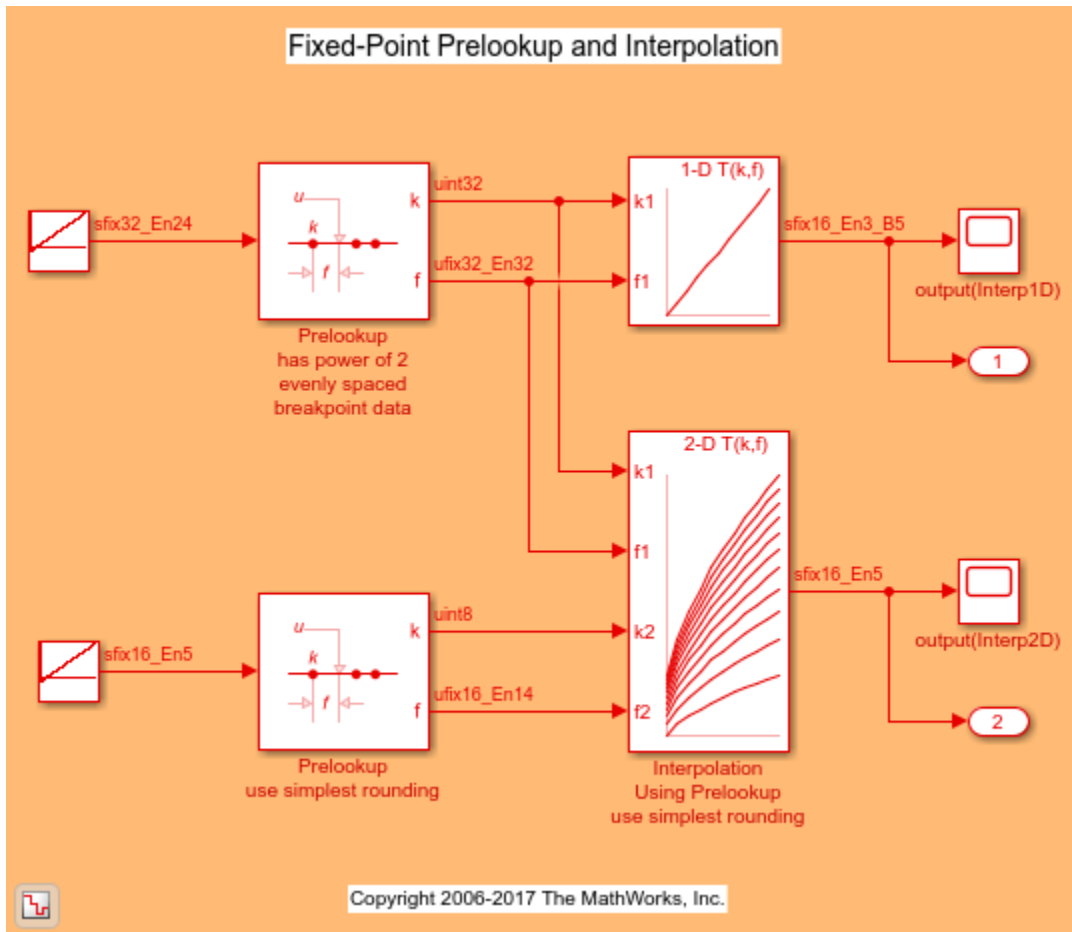 Fixed-Point Prelookup and Interpolation
sfix32_En24
u
k
f
k
f
Prelookup
has power of 2
evenly spaced
breakpoint data
uint32
ufix32_En32
1-D T(k,f)
k1
f1
sfix16_En3_B5
output(Interp1D)
1
2-D T(k,f)
k1
f1
k2
f2
Interpolation
Using Prelookup
use simplest rounding
sfix16_En5
output(Interp2D)
2
sfix16_En5
u
k
f
k
f
Prelookup
use simplest rounding
uint8
ufix16_En14
Copyright 2006-2017 The MathWorks, Inc.